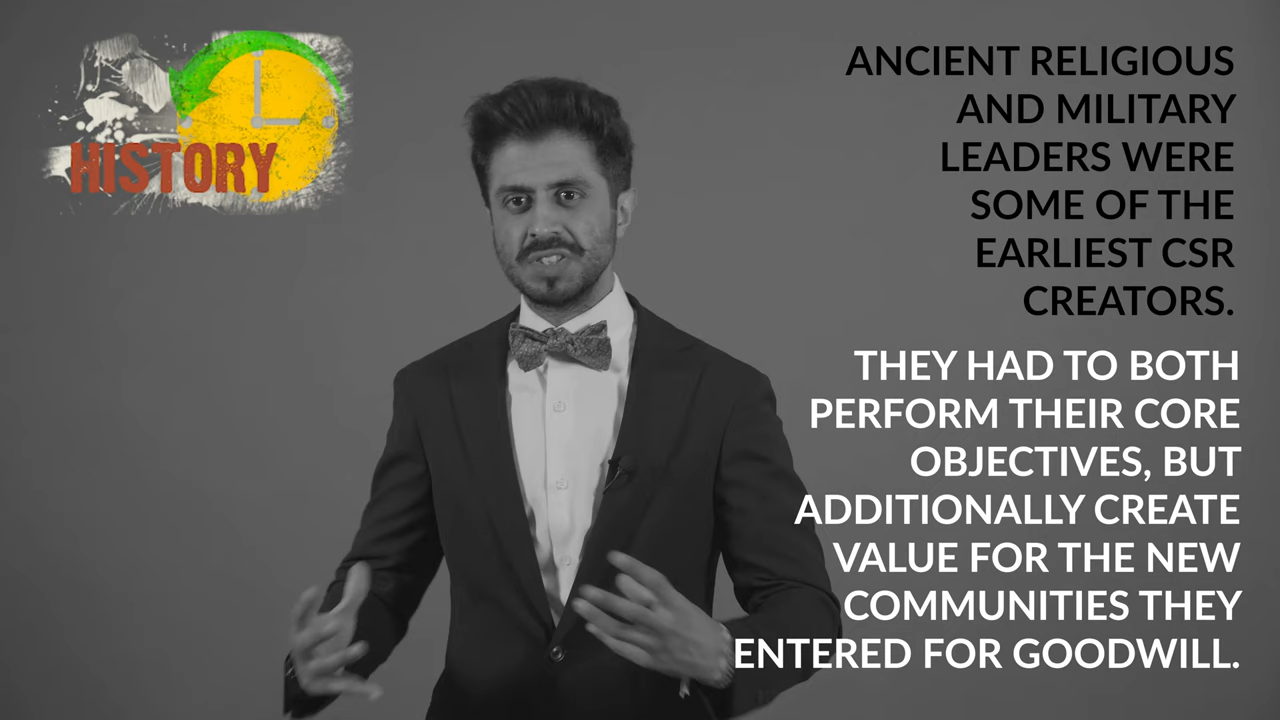 HISTORY
ANCIENT RELIGIOUS
AND MILITARY
LEADERS WERE
SOME OF THE
EARLIEST CSR
CREATORS.
THEY HAD TO BOTH
PERFORM THEIR CORE
OBJECTIVES, BUT
ADDITIONALLY CREATE
VALUE FOR THE NEW
COMMUNITIES THEY
ENTERED FOR GOODWILL.